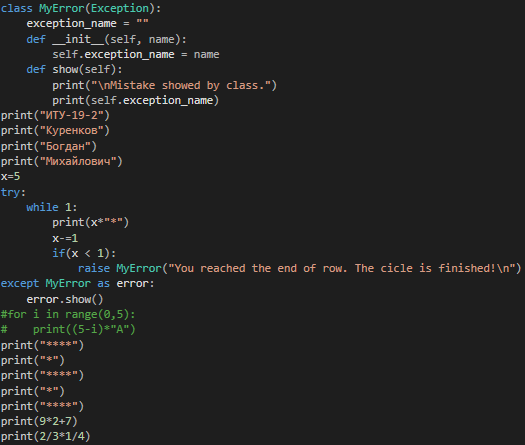 class MyError(Exception):
    exception_name = ""
    def __init__(self, name):
        self.exception_name = name
    def show(self):
        print("\nMistake showed by class.")
        print(self.exception_name)
print("ИТУ-19-2")
print("Куренков")
print("Богдан")
print("Михайлович")
x=5
try:
    while 1:
        print(x*"*")
        x-=1
        if(x < 1):
            raise MyError("You reached the end of row. The cicle is finished!\n")
except MyError as error:
    error.show()
#for i in range(0,5):
#    print((5-i)*"A")
print("****")
print("*")
print("****")
print("*")
print("****")
print(9*2+7)
print(2/3*1/4)